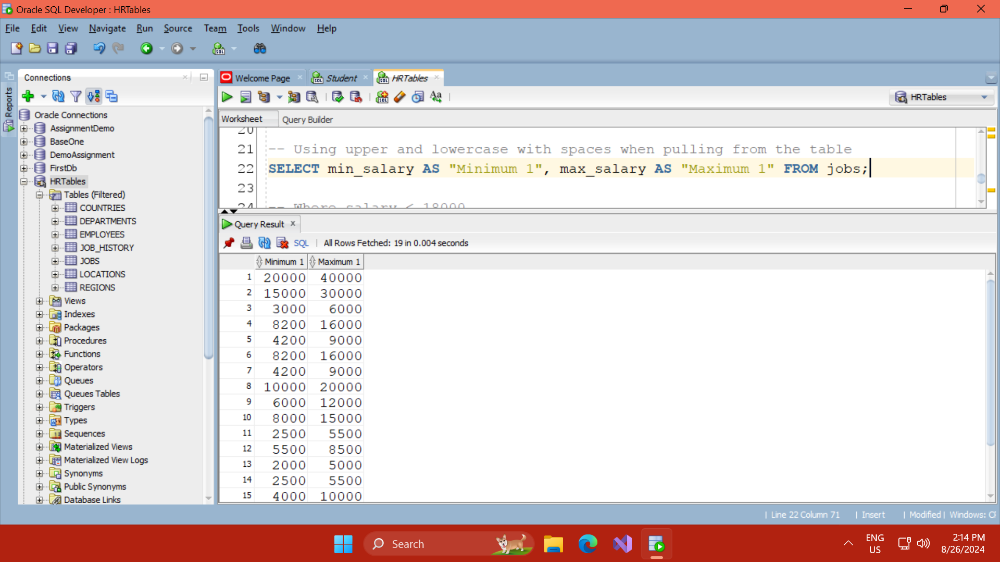 Oracle SQL Developer : HRTables
File Edit View Navigate Run Source Team Tools Window Help
Reports
Connections
Oracle Connections
AssignmentDemo
BaseOne
DemoAssignment
FirstDb
HRTables
Tables (Filtered)
COUNTRIES
DEPARTMENTS
EMPLOYEES
JOB_HISTORY
JOBS
LOCATIONS
REGIONS
Views
Indexes
Packages
Procedures
Functions
Operators
Queues
Queues Tables
Triggers
Types
Sequences
Materialized Views
Materialized View Logs
Synonyms
Public Synonyms
Database Links
Welcome Page Student HRTables
HRTables
Worksheet Query Builder
20
21 -- Using upper and lowercase with spaces when pulling from the table
22 SELECT min_salary AS "Minimum 1", max_salary AS "Maximum 1" FROM jobs;
23
24 -- Where salary < 18000
Query Result
SQL | All Rows Fetched: 19 in 0.004 seconds
Minimum 1 Maximum 1
1 20000 40000
2 15000 30000
3 3000 6000
4 8200 16000
5 4200 9000
6 8200 16000
7 4200 9000
8 10000 20000
9 6000 12000
10 8000 15000
11 2500 5500
12 5500 8500
13 2000 5000
14 2500 5500
15 4000 10000
| Line 22 Column 71 | Insert | Modified | Windows: CF
Search
ENG
US
2:14 PM
8/26/2024